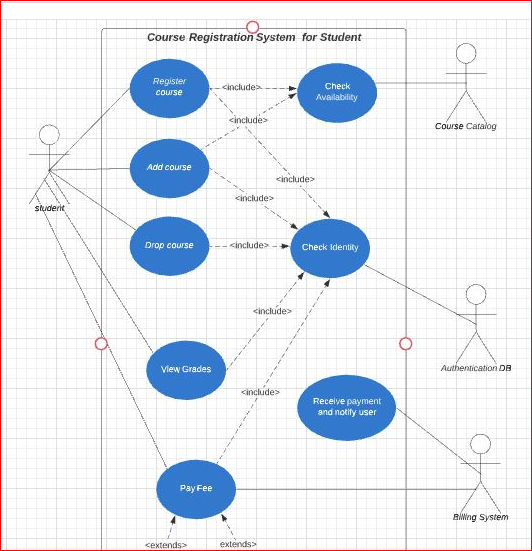 Course Registration System for Student
Register
course
<include>
Check
Availability
<include>
Course Catalog
Add course
<include>
<include>
student
Drop course
<include>
Check Identity
<include>
View Grades
Authentication DB
<include>
Receive payment
and notify user
Pay Fee
Billing System
<extends>
extends>